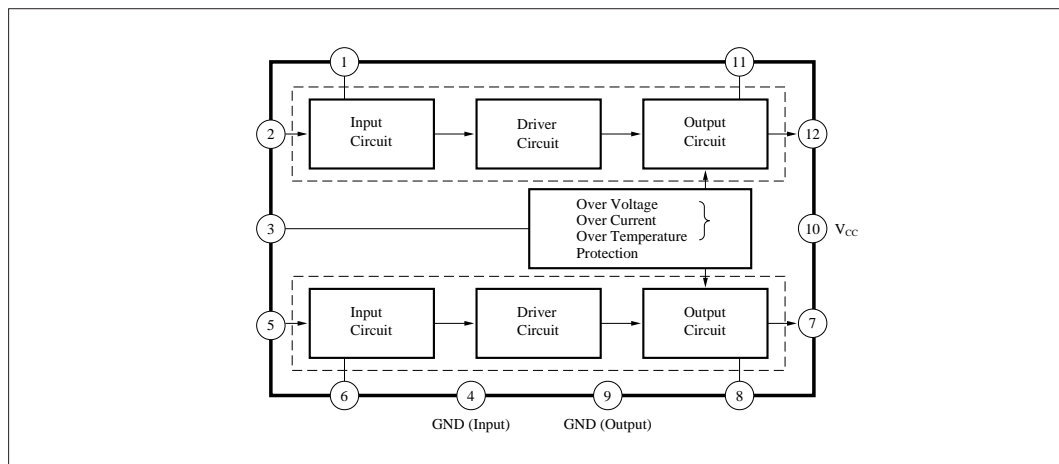 1
11
2
Input
Circuit
Driver
Circuit
Output
Circuit
12
3
Over Voltage
Over Current
Over Temperature
Protection
10
VCC
5
Input
Circuit
Driver
Circuit
Output
Circuit
7
6
4
9
8
GND (Input)
GND (Output)